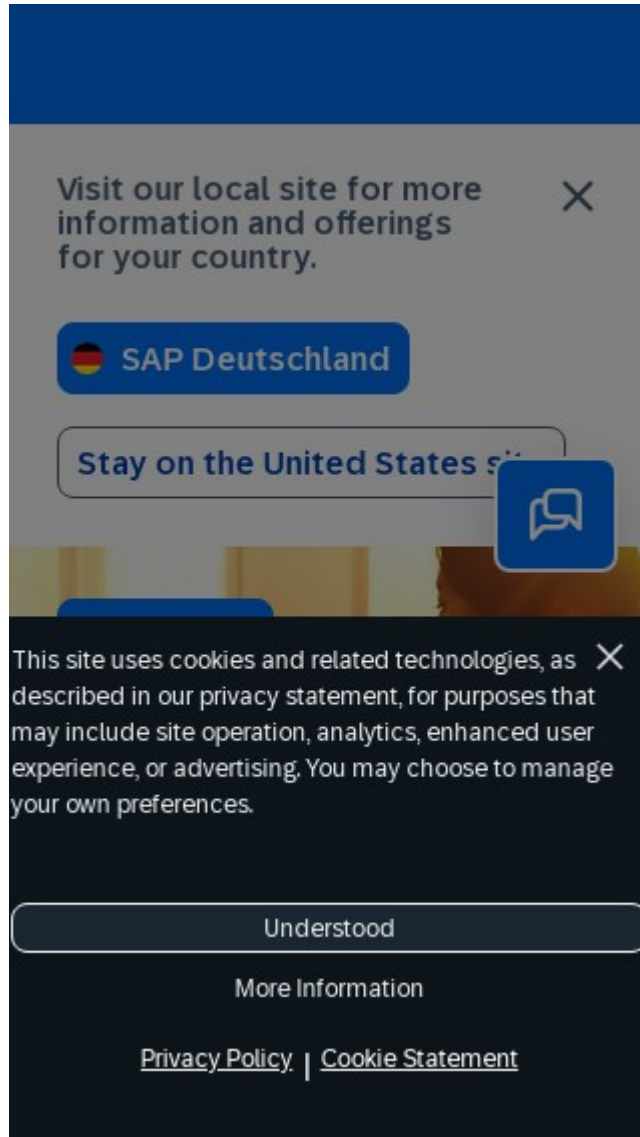 Visit our local site for more
information and offerings
for your country.
SAP Deutschland
Stay on the United States
This site uses cookies and related technologies, as
described in our privacy statement, for purposes that
may include site operation, analytics, enhanced user
experience, or advertising. You may choose to manage
your own preferences.
Understood
More Information
Privacy Policy | Cookie Statement